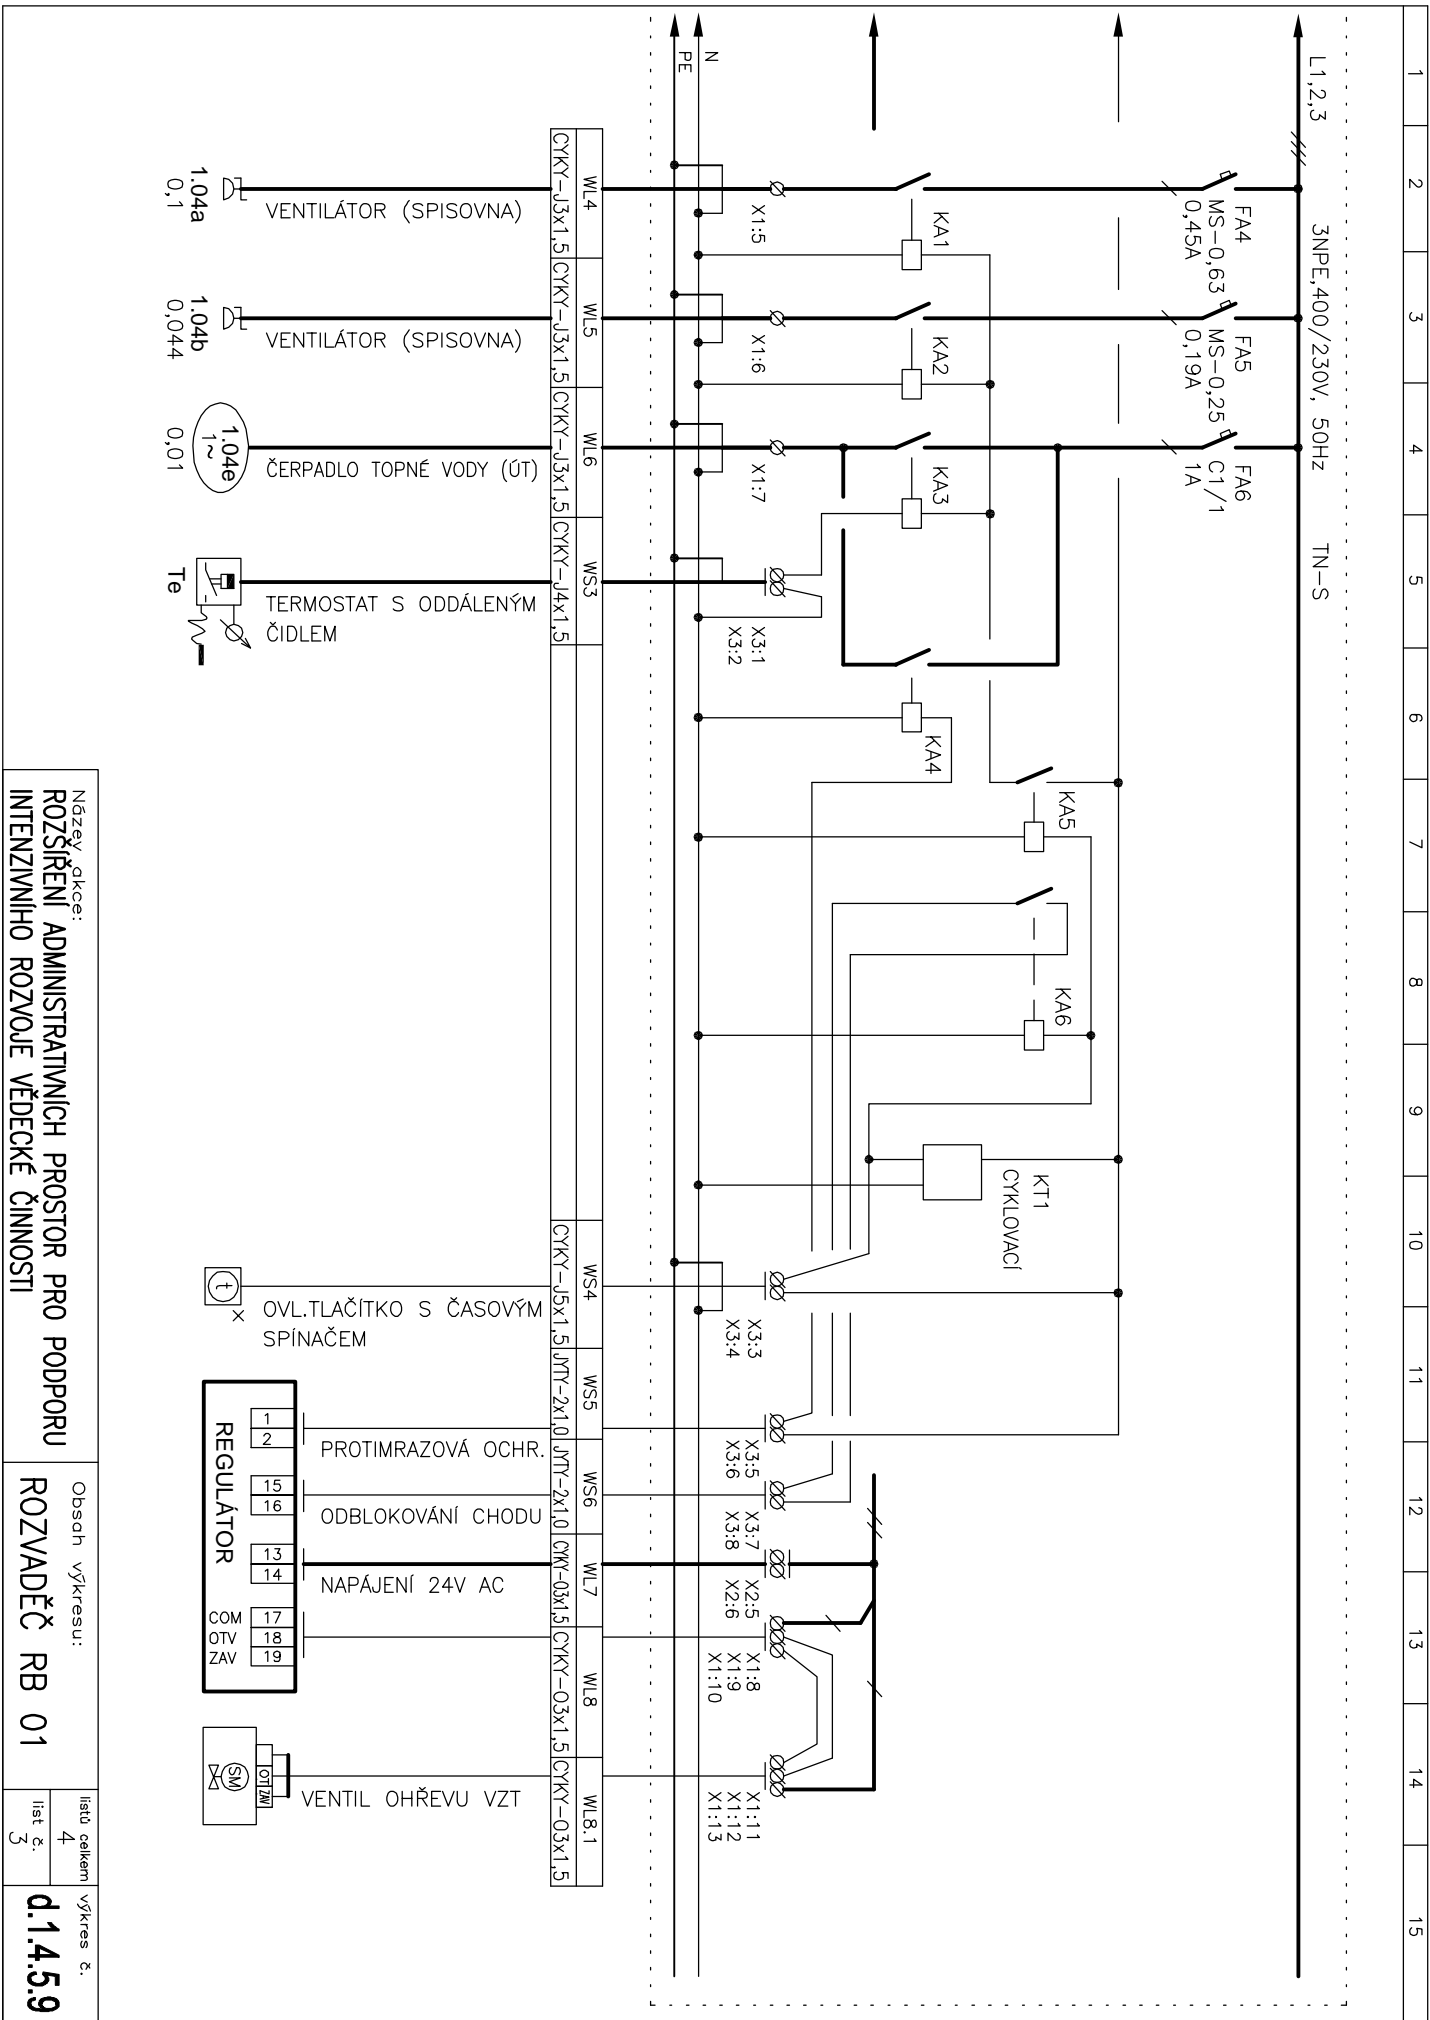 1 2 3 4 5 6 7 8 9 10 11 12 13 14 15
L1,2,3 3NPE,400/230V, 50Hz TN-S
FA4
MS-0,63
0,45A
FA5
MS-0,25
0,19A
FA6
C1/1
1A
KA1
KA2
KA3
KA4
KA5
KA6
KT1
CYKLOVACÍ
N
PE
X1:5
X1:6
X1:7
X3:1
X3:2
X3:3
X3:4
X3:5
X3:6
X3:7
X3:8
X2:5
X2:6
X1:8
X1:9
X1:10
X1:11
X1:12
X1:13
WL4
CYKY-J3x1,5
WL5
CYKY-J3x1,5
WL6
CYKY-J3x1,5
WS3
CYKY-J4x1,5
WS4
CYKY-J5x1,5
WS5
JYTY-2x1,0
WS6
JYTY-2x1,0
WL7
CYKY-O3x1,5
WL8
CYKY-O3x1,5
WL8.1
CYKY-O3x1,5
VENTILÁTOR (SPISOVNA)
1.04a
0,1
VENTILÁTOR (SPISOVNA)
1.04b
0,044
ČERPADLO TOPNÉ VODY (ÚT)
1.04e
1~
0,01
TERMOSTAT S ODDÁLENÝM
ČIDLEM
Te
OVL.TLAČÍTKO S ČASOVÝM
SPÍNAČEM
t
x
PROTIMRAZOVÁ OCHR.
ODBLOKOVÁNÍ CHODU
NAPÁJENÍ 24V AC
1
2
15
16
13
14
COM 17
OTV 18
ZAV 19
REGULÁTOR
VENTIL OHŘEVU VZT
OT ZAV
SM
Název akce:
ROZŠÍŘENÍ ADMINISTRATIVNÍCH PROSTOR PRO PODPORU
INTENZIVNÍHO ROZVOJE VĚDECKÉ ČINNOSTI
Obsah výkresu:
ROZVADĚČ RB 01
listů celkem
4
list č.
3
výkres č.
d.1.4.5.9